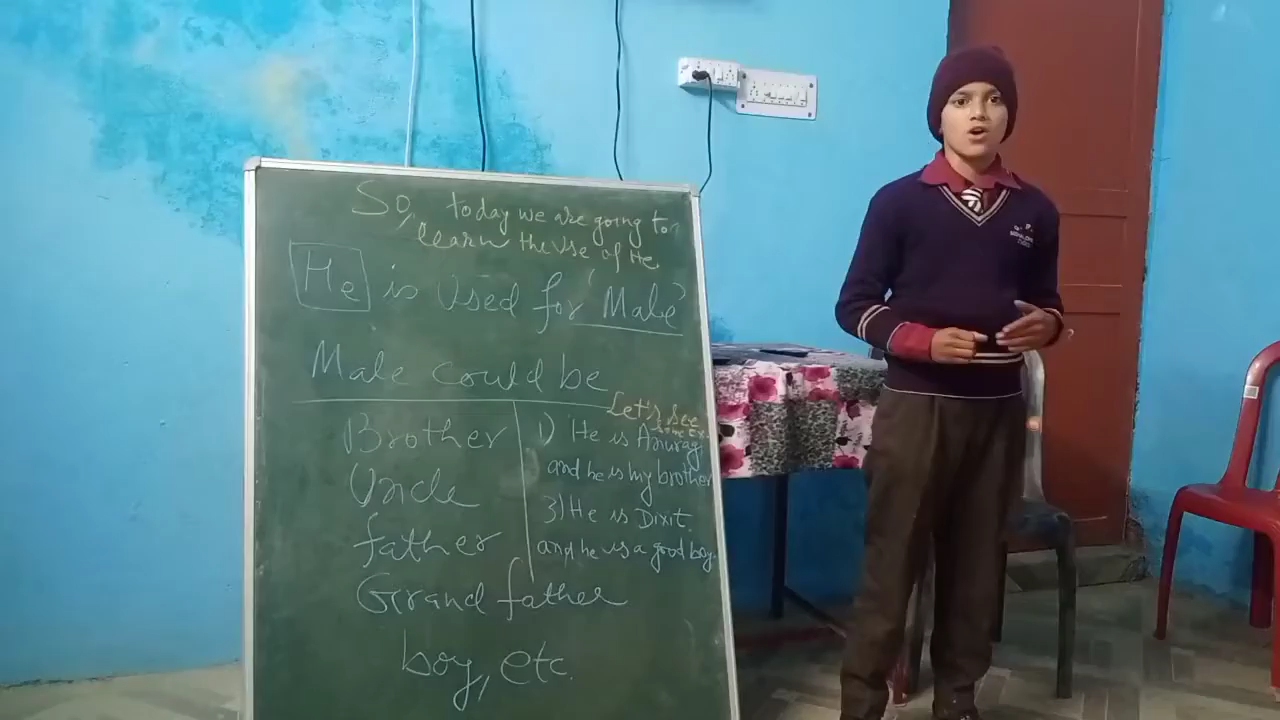 So, today we are going to
learn the use of He.
He is Used for 'Male'
Male could be
Brother
Uncle
father
Grand father
boy, etc.
Let's see
some ex.
1) He is Anurag
and he is my brother
3) He is Dixit.
and he is a good boy.